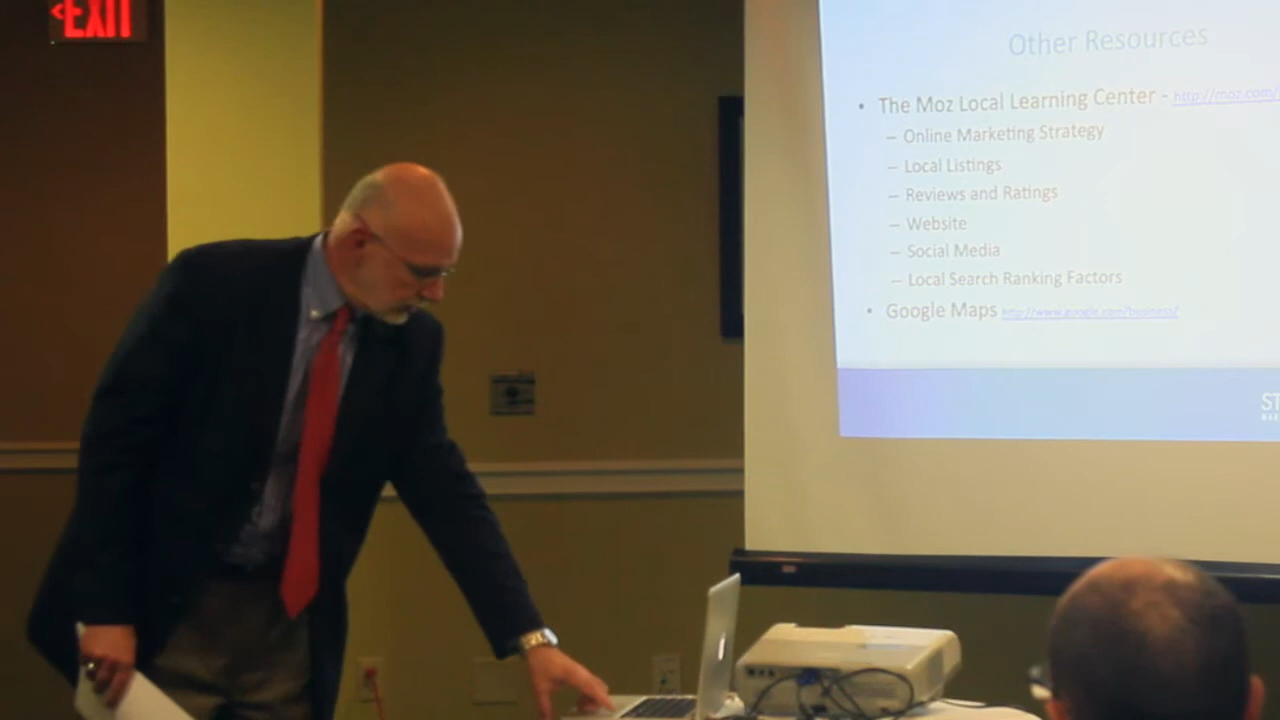 EXIT
Other Resources
• The Moz Local Learning Center - http://moz.com/
– Online Marketing Strategy
– Local Listings
– Reviews and Ratings
– Website
– Social Media
– Local Search Ranking Factors
• Google Maps http://www.google.com/business/
ST